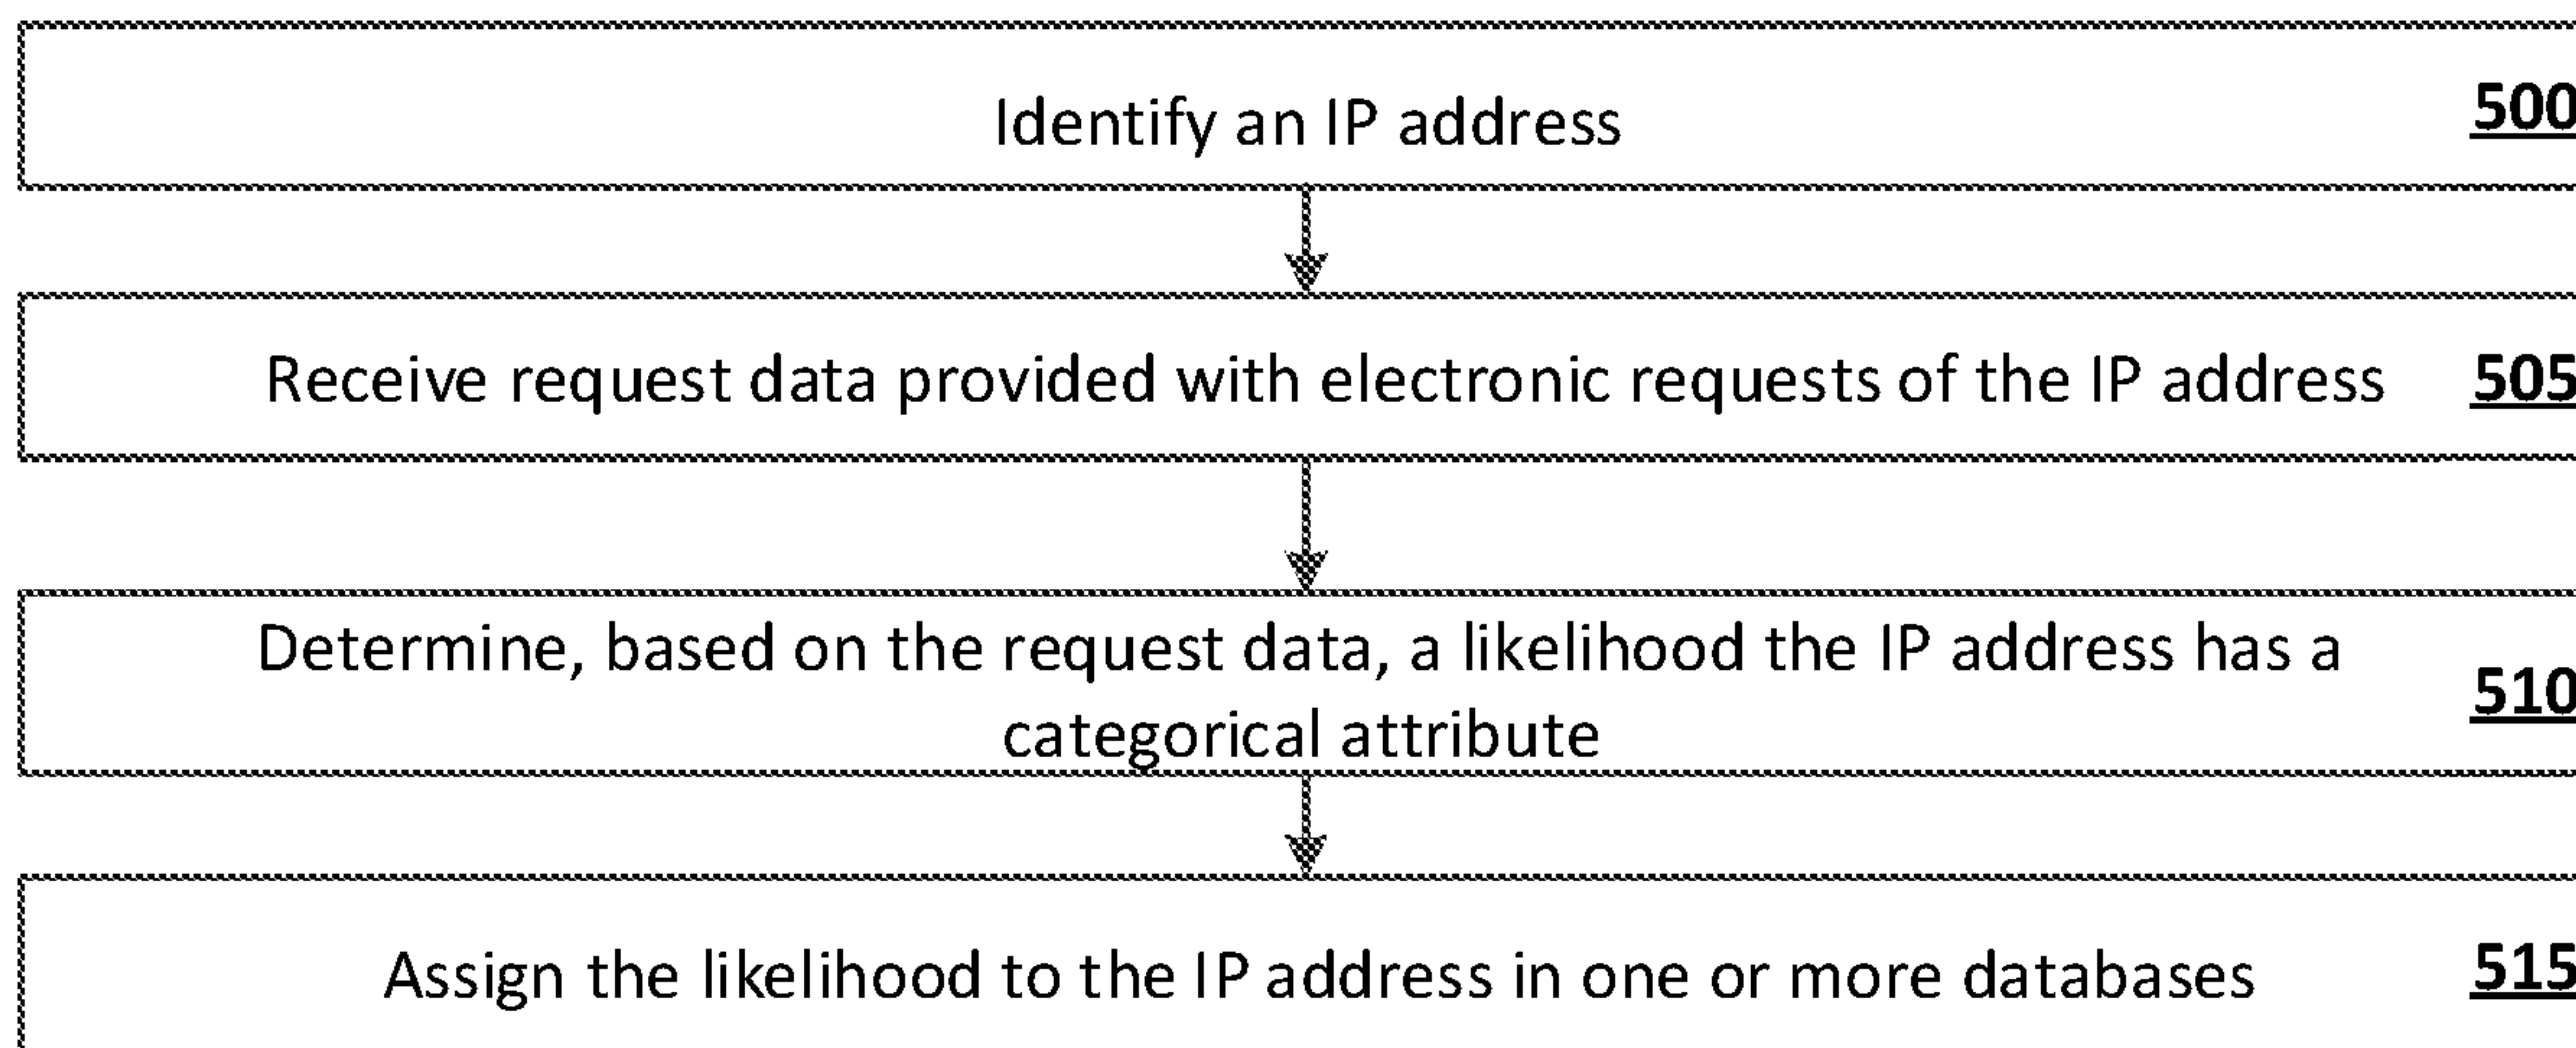 Identify an IP address 500
Receive request data provided with electronic requests of the IP address 505
Determine, based on the request data, a likelihood the IP address has a
categorical attribute 510
Assign the likelihood to the IP address in one or more databases 515